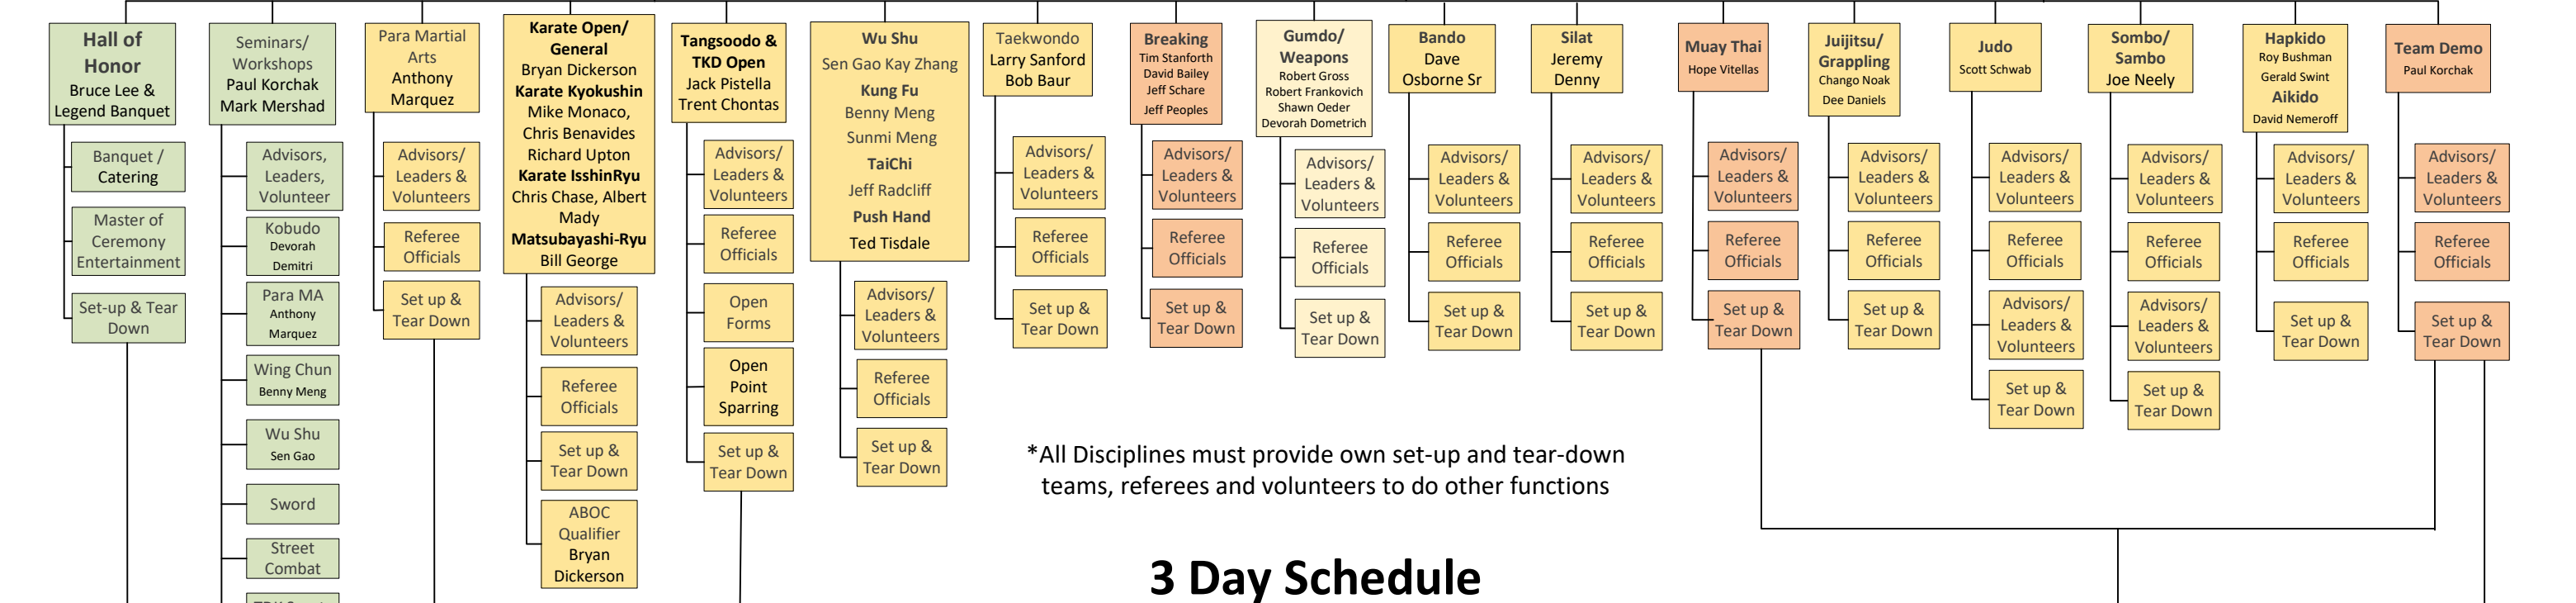 Hall of
Honor
Bruce Lee &
Legend Banquet
Banquet /
Catering
Master of
Ceremony
Entertainment
Set-up & Tear
Down
Seminars/
Workshops
Paul Korchak
Mark Mershad
Advisors,
Leaders,
Volunteer
Kobudo
Devorah
Demitri
Para MA
Anthony
Marquez
Wing Chun
Benny Meng
Wu Shu
Sen Gao
Sword
Street
Combat
Para Martial
Arts
Anthony
Marquez
Advisors/
Leaders &
Volunteers
Referee
Officials
Set up &
Tear Down
Karate Open/
General
Bryan Dickerson
Karate Kyokushin
Mike Monaco,
Chris Benavides
Richard Upton
Karate IsshinRyu
Chris Chase, Albert
Mady
Matsubayashi-Ryu
Bill George
Advisors/
Leaders &
Volunteers
Referee
Officials
Set up &
Tear Down
ABOC
Qualifier
Bryan
Dickerson
Tangsoodo &
TKD Open
Jack Pistella
Trent Chontas
Advisors/
Leaders &
Volunteers
Referee
Officials
Open
Forms
Open
Point
Sparring
Set up &
Tear Down
Wu Shu
Sen Gao Kay Zhang
Kung Fu
Benny Meng
Sunmi Meng
TaiChi
Jeff Radcliff
Push Hand
Ted Tisdale
Advisors/
Leaders &
Volunteers
Referee
Officials
Set up &
Tear Down
Taekwondo
Larry Sanford
Bob Baur
Advisors/
Leaders &
Volunteers
Referee
Officials
Set up &
Tear Down
Breaking
Tim Stanforth
David Bailey
Jeff Schare
Jeff Peoples
Advisors/
Leaders &
Volunteers
Referee
Officials
Set up &
Tear Down
Gumdo/
Weapons
Robert Gross
Robert Frankovich
Shawn Oeder
Devorah Dometrich
Advisors/
Leaders &
Volunteers
Referee
Officials
Set up &
Tear Down
Bando
Dave
Osborne Sr
Advisors/
Leaders &
Volunteers
Referee
Officials
Set up &
Tear Down
Silat
Jeremy
Denny
Advisors/
Leaders &
Volunteers
Referee
Officials
Set up &
Tear Down
Muay Thai
Hope Vitellas
Advisors/
Leaders &
Volunteers
Referee
Officials
Set up &
Tear Down
Juijitsu/
Grappling
Chango Noak
Dee Daniels
Advisors/
Leaders &
Volunteers
Referee
Officials
Set up &
Tear Down
Judo
Scott Schwab
Advisors/
Leaders &
Volunteers
Referee
Officials
Advisors/
Leaders &
Volunteers
Set up &
Tear Down
Sombo/
Sambo
Joe Neely
Advisors/
Leaders &
Volunteers
Referee
Officials
Advisors/
Leaders &
Volunteers
Set up &
Tear Down
Hapkido
Roy Bushman
Gerald Swint
Aikido
David Nemeroff
Advisors/
Leaders &
Volunteers
Referee
Officials
Set up &
Tear Down
Team Demo
Paul Korchak
Advisors/
Leaders &
Volunteers
Referee
Officials
Set up &
Tear Down
*All Disciplines must provide own set-up and tear-down
teams, referees and volunteers to do other functions
3 Day Schedule